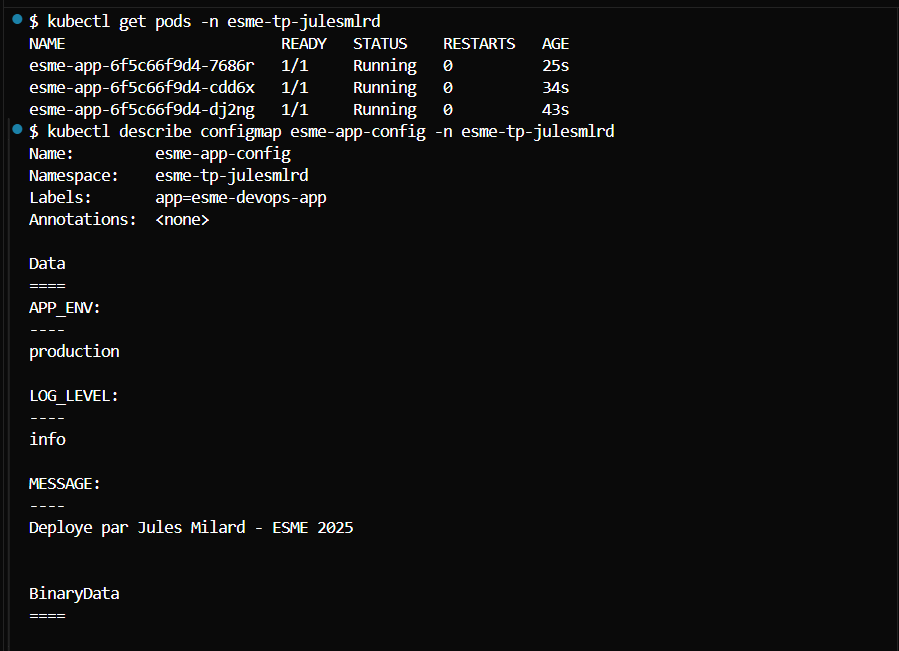 $ kubectl get pods -n esme-tp-julesmlrd
NAME                        READY   STATUS    RESTARTS   AGE
esme-app-6f5c66f9d4-7686r   1/1     Running   0          25s
esme-app-6f5c66f9d4-cdd6x   1/1     Running   0          34s
esme-app-6f5c66f9d4-dj2ng   1/1     Running   0          43s
$ kubectl describe configmap esme-app-config -n esme-tp-julesmlrd
Name:         esme-app-config
Namespace:    esme-tp-julesmlrd
Labels:       app=esme-devops-app
Annotations:  <none>
Data
====
APP_ENV:
----
production
LOG_LEVEL:
----
info
MESSAGE:
----
Deploye par Jules Milard - ESME 2025
BinaryData
====